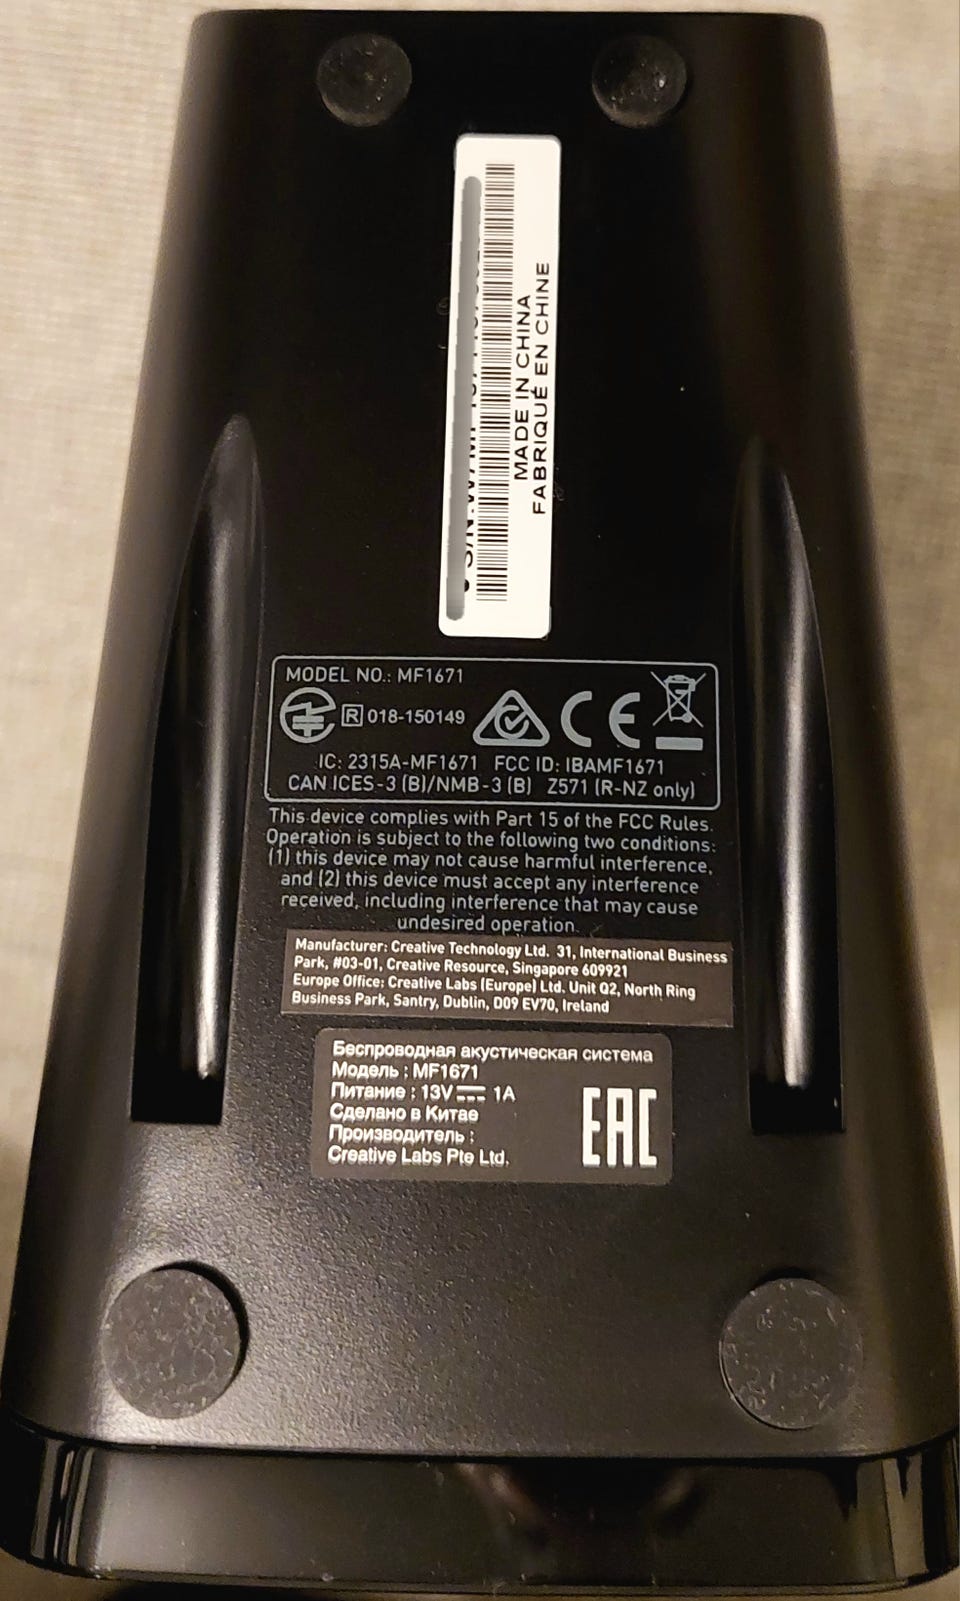 MADE IN CHINA
FABRIQUÉ EN CHINE
MODEL NO.: MF1671
R 018-150149
IC: 2315A-MF1671 FCC ID: IBAMF1671
CAN ICES-3 (B)/NMB-3 (B) Z571 (R-NZ only)
This device complies with Part 15 of the FCC Rules.
Operation is subject to the following two conditions:
(1) this device may not cause harmful interference,
and (2) this device must accept any interference
received, including interference that may cause
undesired operation.
Manufacturer: Creative Technology Ltd. 31, International Business
Park, #03-01, Creative Resource, Singapore 609921
Europe Office: Creative Labs (Europe) Ltd. Unit Q2, North Ring
Business Park, Santry, Dublin, D09 EV70, Ireland
Беспроводная акустическая система
Модель : MF1671
Питание : 13V 1A
Сделано в Китае
Производитель :
Creative Labs Pte Ltd.
EAC